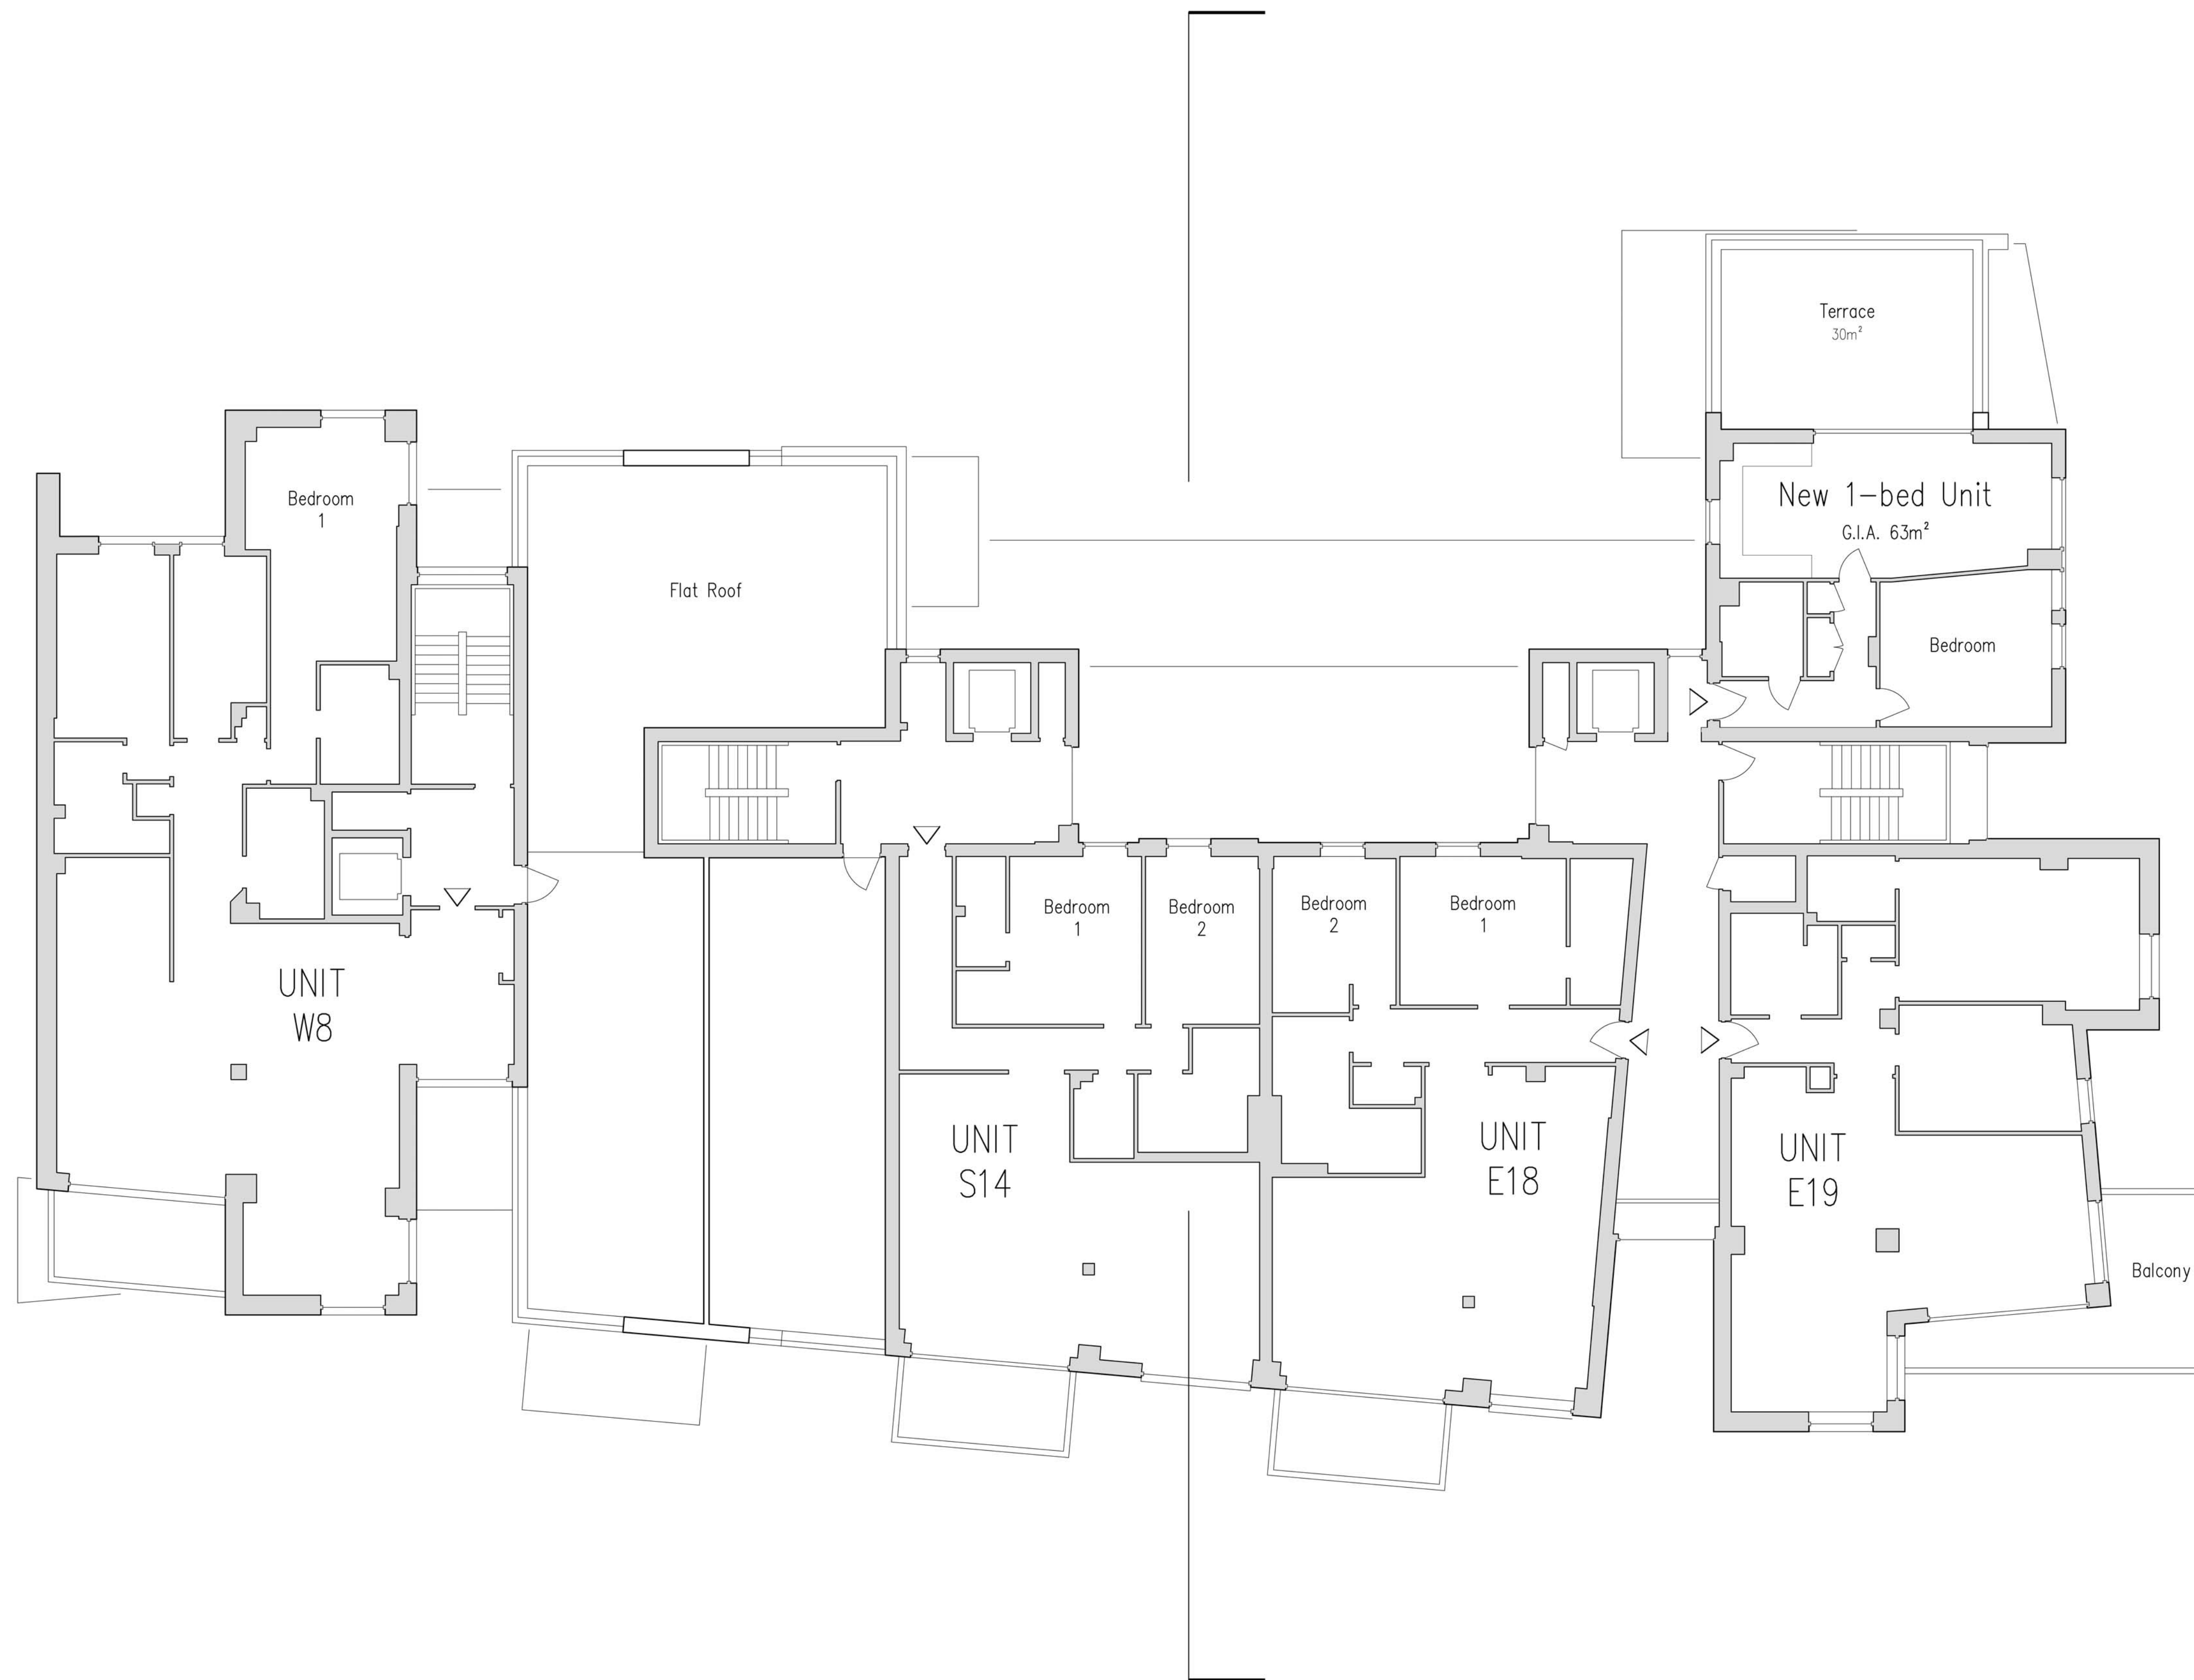 Terrace
30m²
Bedroom
1
New 1-bed Unit
G.I.A. 63m²
Flat Roof
Bedroom
Bedroom
1
Bedroom
2
Bedroom
2
Bedroom
1
UNIT
W8
UNIT
S14
UNIT
E18
UNIT
E19
Balcony